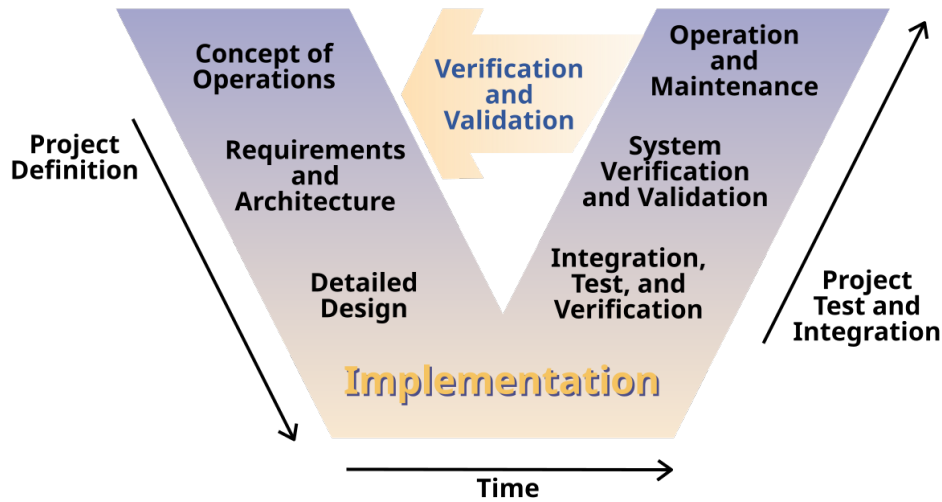 Concept of
Operations
Verification
and
Validation
Operation
and
Maintenance
Project
Definition
Requirements
and
Architecture
System
Verification
and Validation
Detailed
Design
Integration,
Test, and
Verification
Project
Test and
Integration
Implementation
Time